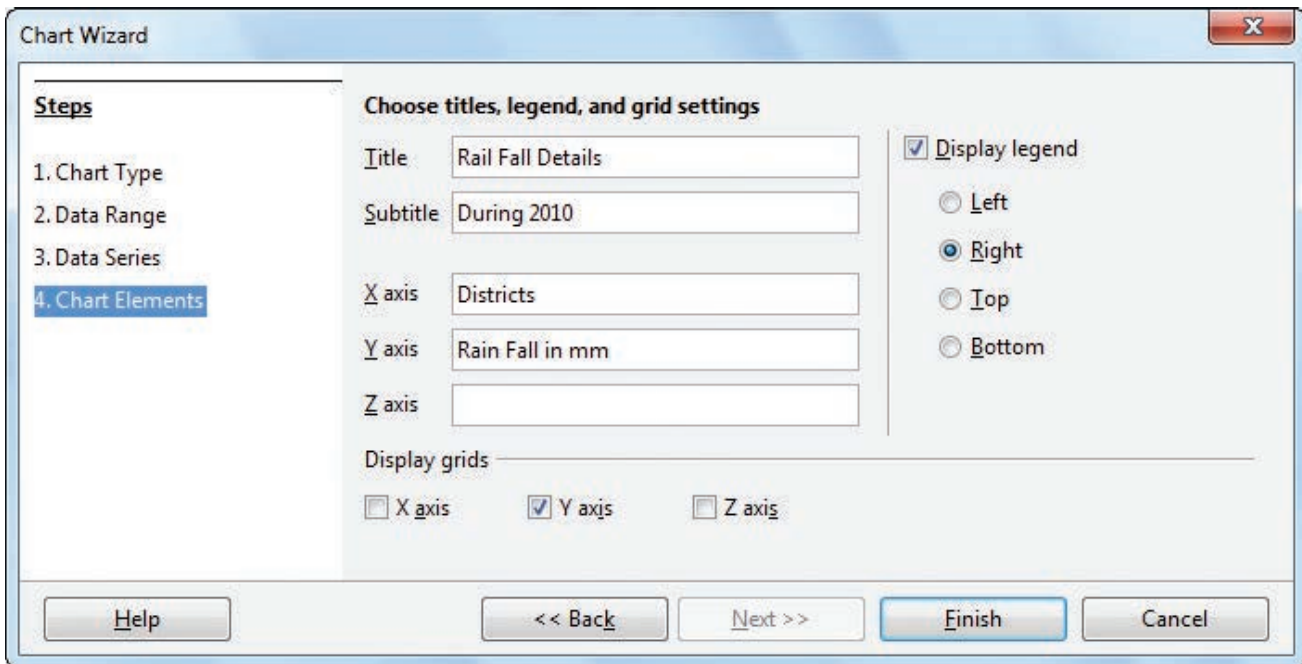 Chart Wizard
Steps
1. Chart Type
2. Data Range
3. Data Series
4. Chart Elements
Choose titles, legend, and grid settings
Title Rail Fall Details
Subtitle During 2010
X axis Districts
Y axis Rain Fall in mm
Z axis
Display legend
Left
Right
Top
Bottom
Display grids
X axis Y axis Z axis
Help << Back Next >> Finish Cancel